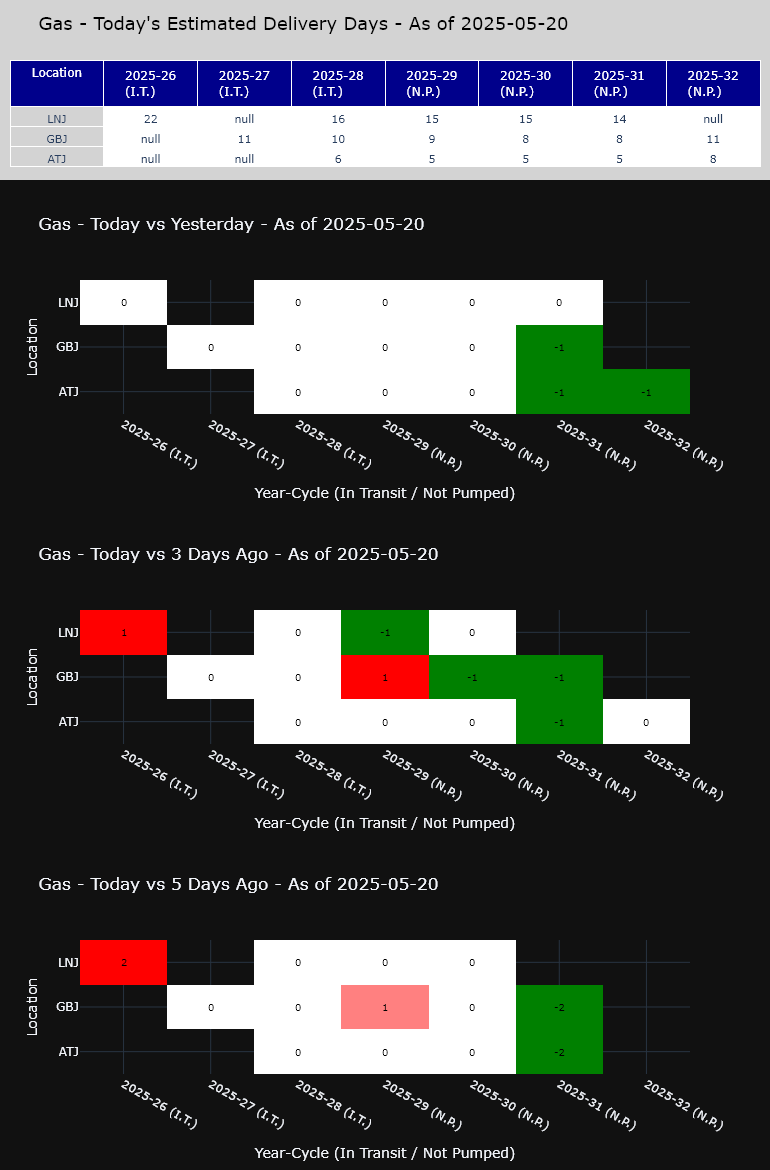 Gas - Today's Estimated Delivery Days - As of 2025-05-20
Location 2025-26 (I.T.) 2025-27 (I.T.) 2025-28 (I.T.) 2025-29 (N.P.) 2025-30 (N.P.) 2025-31 (N.P.) 2025-32 (N.P.)
LNJ 22 null 16 15 15 14 null
GBJ null 11 10 9 8 8 11
ATJ null null 6 5 5 5 8
Gas - Today vs Yesterday - As of 2025-05-20
Location
LNJ 0 0 0 0 0
GBJ 0 0 0 0 -1
ATJ 0 0 0 -1 -1
2025-26 (I.T.) 2025-27 (I.T.) 2025-28 (I.T.) 2025-29 (N.P.) 2025-30 (N.P.) 2025-31 (N.P.) 2025-32 (N.P.)
Year-Cycle (In Transit / Not Pumped)
Gas - Today vs 3 Days Ago - As of 2025-05-20
Location
LNJ 1 0 -1 0
GBJ 0 0 1 -1 -1
ATJ 0 0 0 -1 0
2025-26 (I.T.) 2025-27 (I.T.) 2025-28 (I.T.) 2025-29 (N.P.) 2025-30 (N.P.) 2025-31 (N.P.) 2025-32 (N.P.)
Year-Cycle (In Transit / Not Pumped)
Gas - Today vs 5 Days Ago - As of 2025-05-20
Location
LNJ 2 0 0 0
GBJ 0 0 1 0 -2
ATJ 0 0 0 -2
2025-26 (I.T.) 2025-27 (I.T.) 2025-28 (I.T.) 2025-29 (N.P.) 2025-30 (N.P.) 2025-31 (N.P.) 2025-32 (N.P.)
Year-Cycle (In Transit / Not Pumped)